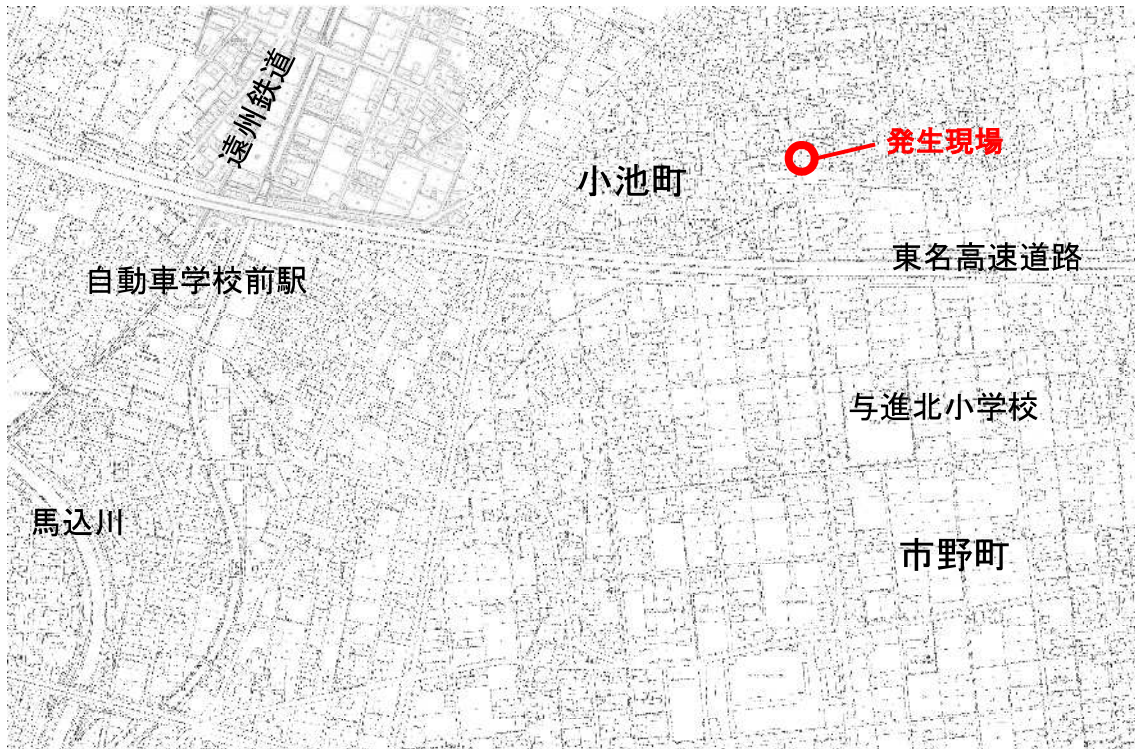 遠州鉄道
発生現場
小池町
東名高速道路
自動車学校前駅
与進北小学校
馬込川
市野町